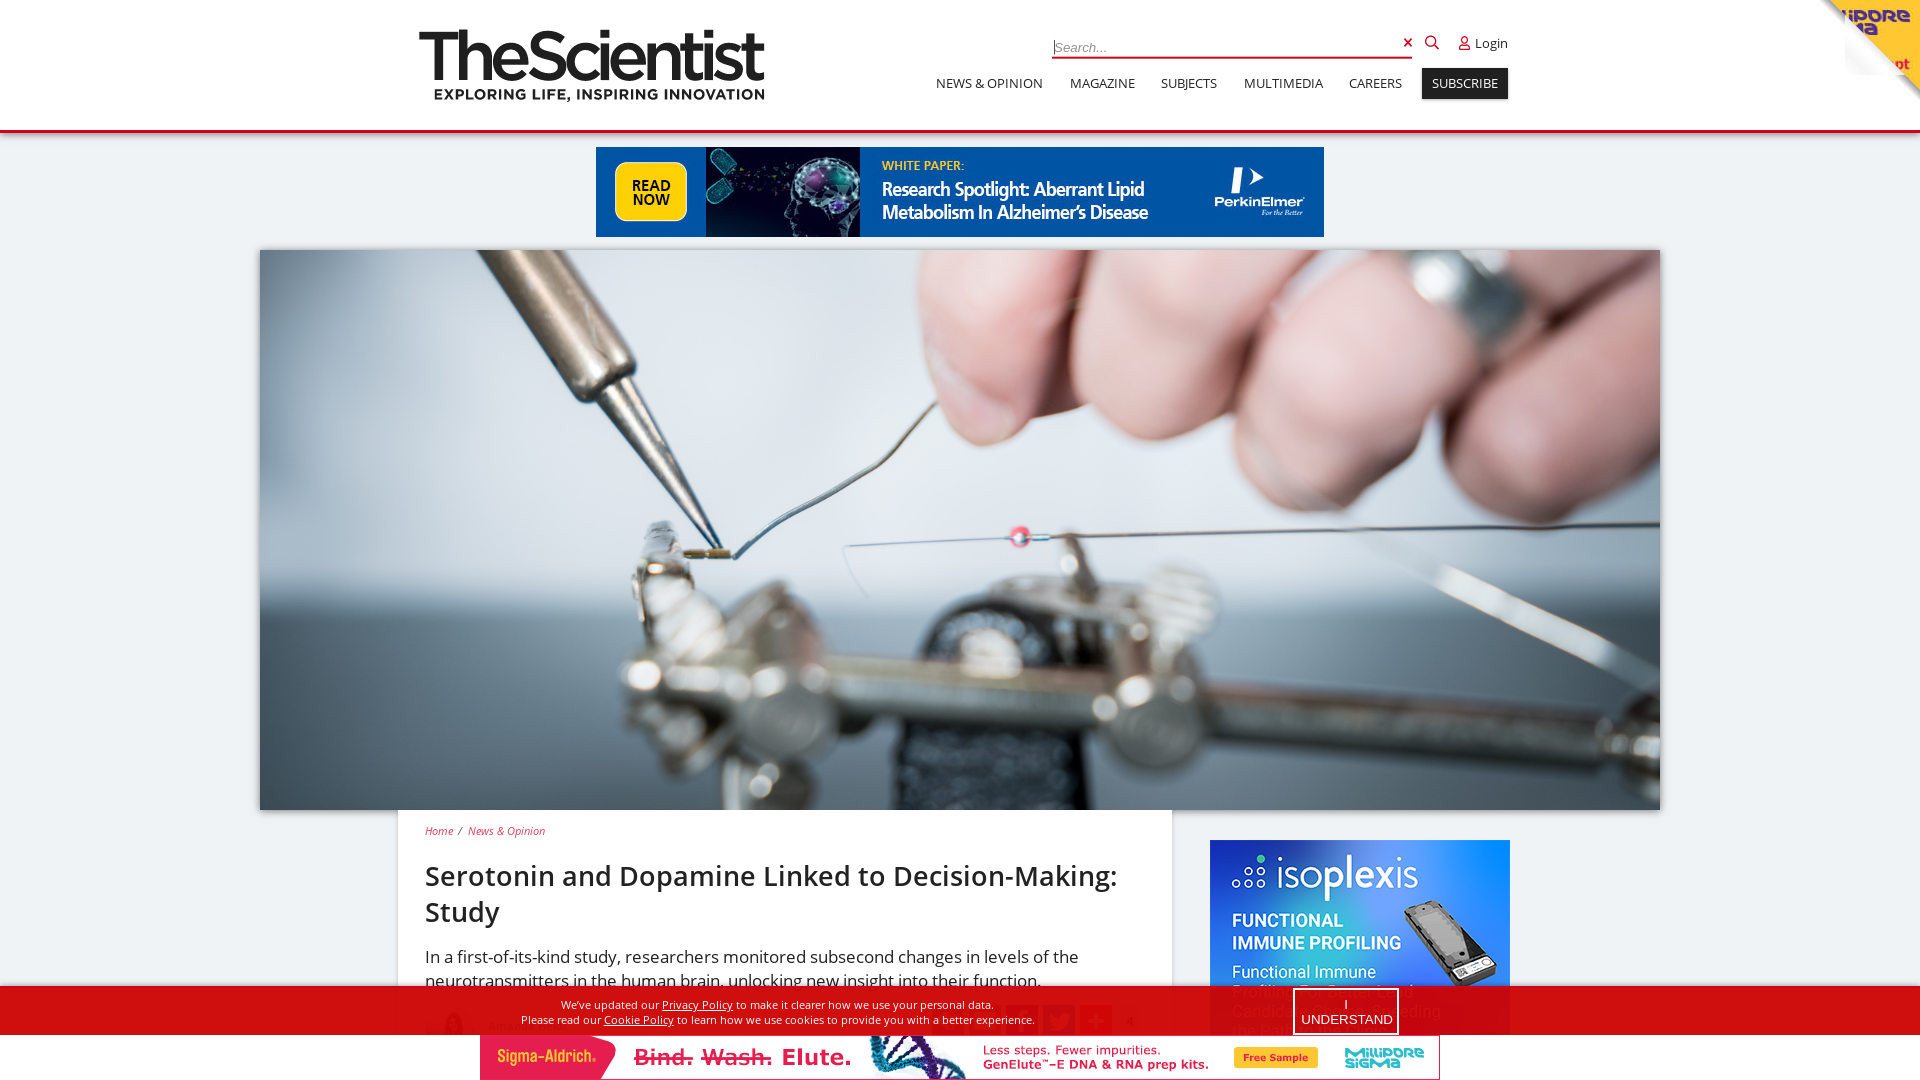 TheScientist
EXPLORING LIFE, INSPIRING INNOVATION
Search...
Login
NEWS & OPINION
MAGAZINE
SUBJECTS
MULTIMEDIA
CAREERS
SUBSCRIBE
READ
NOW
WHITE PAPER:
Research Spotlight: Aberrant Lipid
Metabolism In Alzheimer's Disease
PerkinElmer
For the Better
Home / News & Opinion
Serotonin and Dopamine Linked to Decision-Making:
Study
In a first-of-its-kind study, researchers monitored subsecond changes in levels of the
neurotransmitters in the human brain, unlocking new insight into their function.
isoplexis
FUNCTIONAL
IMMUNE PROFILING
Functional Immune
We've updated our Privacy Policy to make it clearer how we use your personal data.
Please read our Cookie Policy to learn how we use cookies to provide you with a better experience.
I
UNDERSTAND
Sigma-Aldrich.
Bind. Wash. Elute.
Less steps. Fewer impurities.
GenElute™-E DNA & RNA prep kits.
Free Sample
Millipore
Sigma